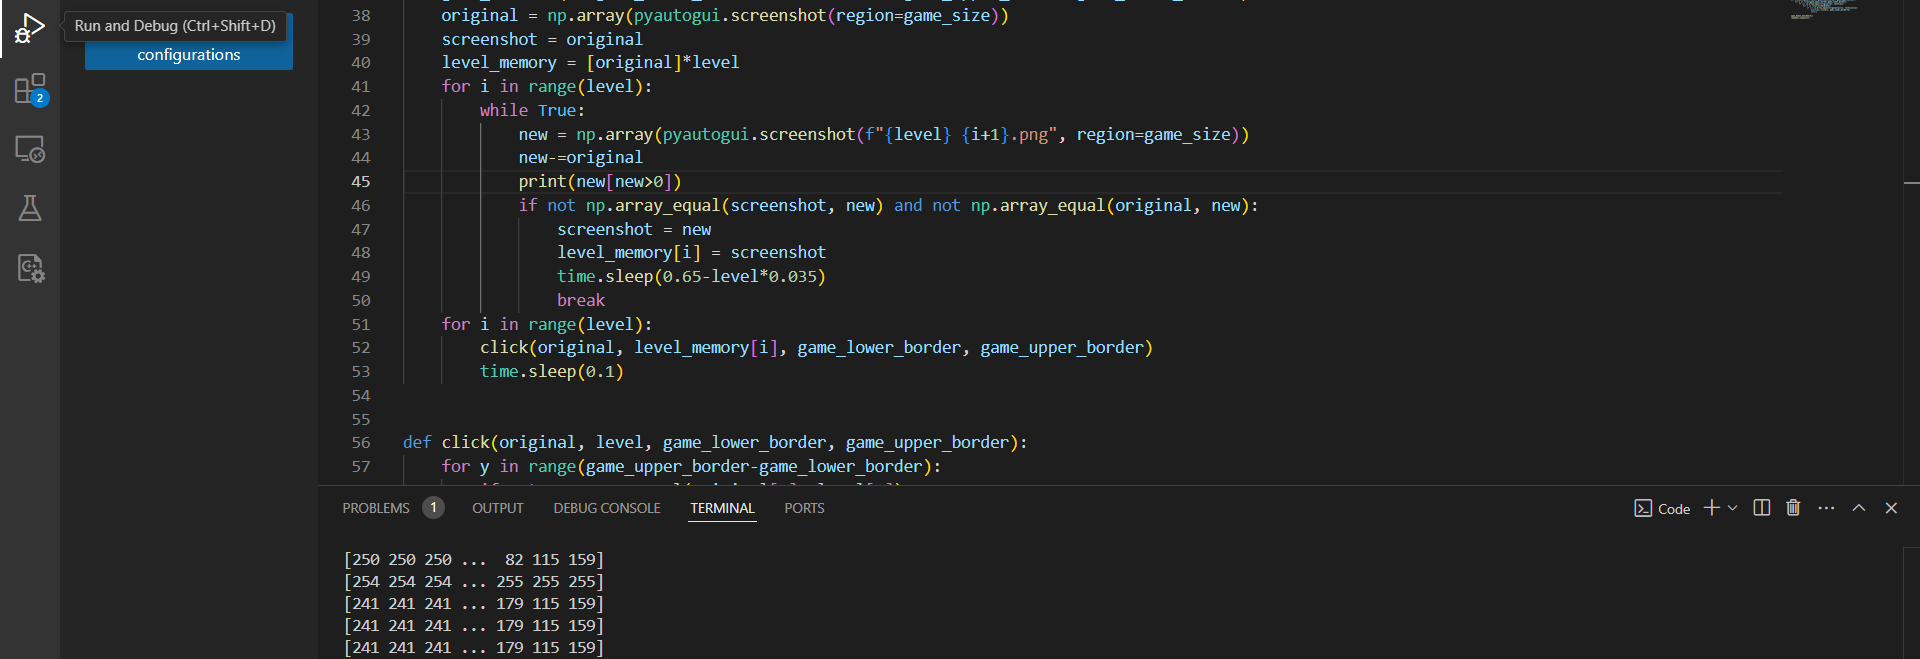 Run and Debug (Ctrl+Shift+D)
configurations
2
38 original = np.array(pyautogui.screenshot(region=game_size))
39 screenshot = original
40 level_memory = [original]*level
41 for i in range(level):
42 while True:
43 new = np.array(pyautogui.screenshot(f"{level} {i+1}.png", region=game_size))
44 new-=original
45 print(new[new>0])
46 if not np.array_equal(screenshot, new) and not np.array_equal(original, new):
47 screenshot = new
48 level_memory[i] = screenshot
49 time.sleep(0.65-level*0.035)
50 break
51 for i in range(level):
52 click(original, level_memory[i], game_lower_border, game_upper_border)
53 time.sleep(0.1)
54
55
56 def click(original, level, game_lower_border, game_upper_border):
57 for y in range(game_upper_border-game_lower_border):
PROBLEMS 1 OUTPUT DEBUG CONSOLE TERMINAL PORTS Code
[250 250 250 ...  82 115 159]
[254 254 254 ... 255 255 255]
[241 241 241 ... 179 115 159]
[241 241 241 ... 179 115 159]
[241 241 241 ... 179 115 159]